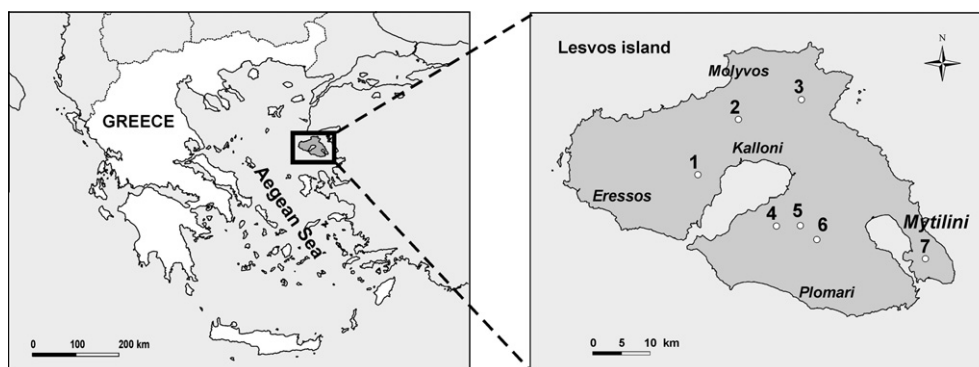 GREECE
Aegean Sea
0 100 200 km
Lesvos island
N
Molyvos
3
2
Kalloni
1
Eressos
4 5 6
Mytilini
7
Plomari
0 5 10 km